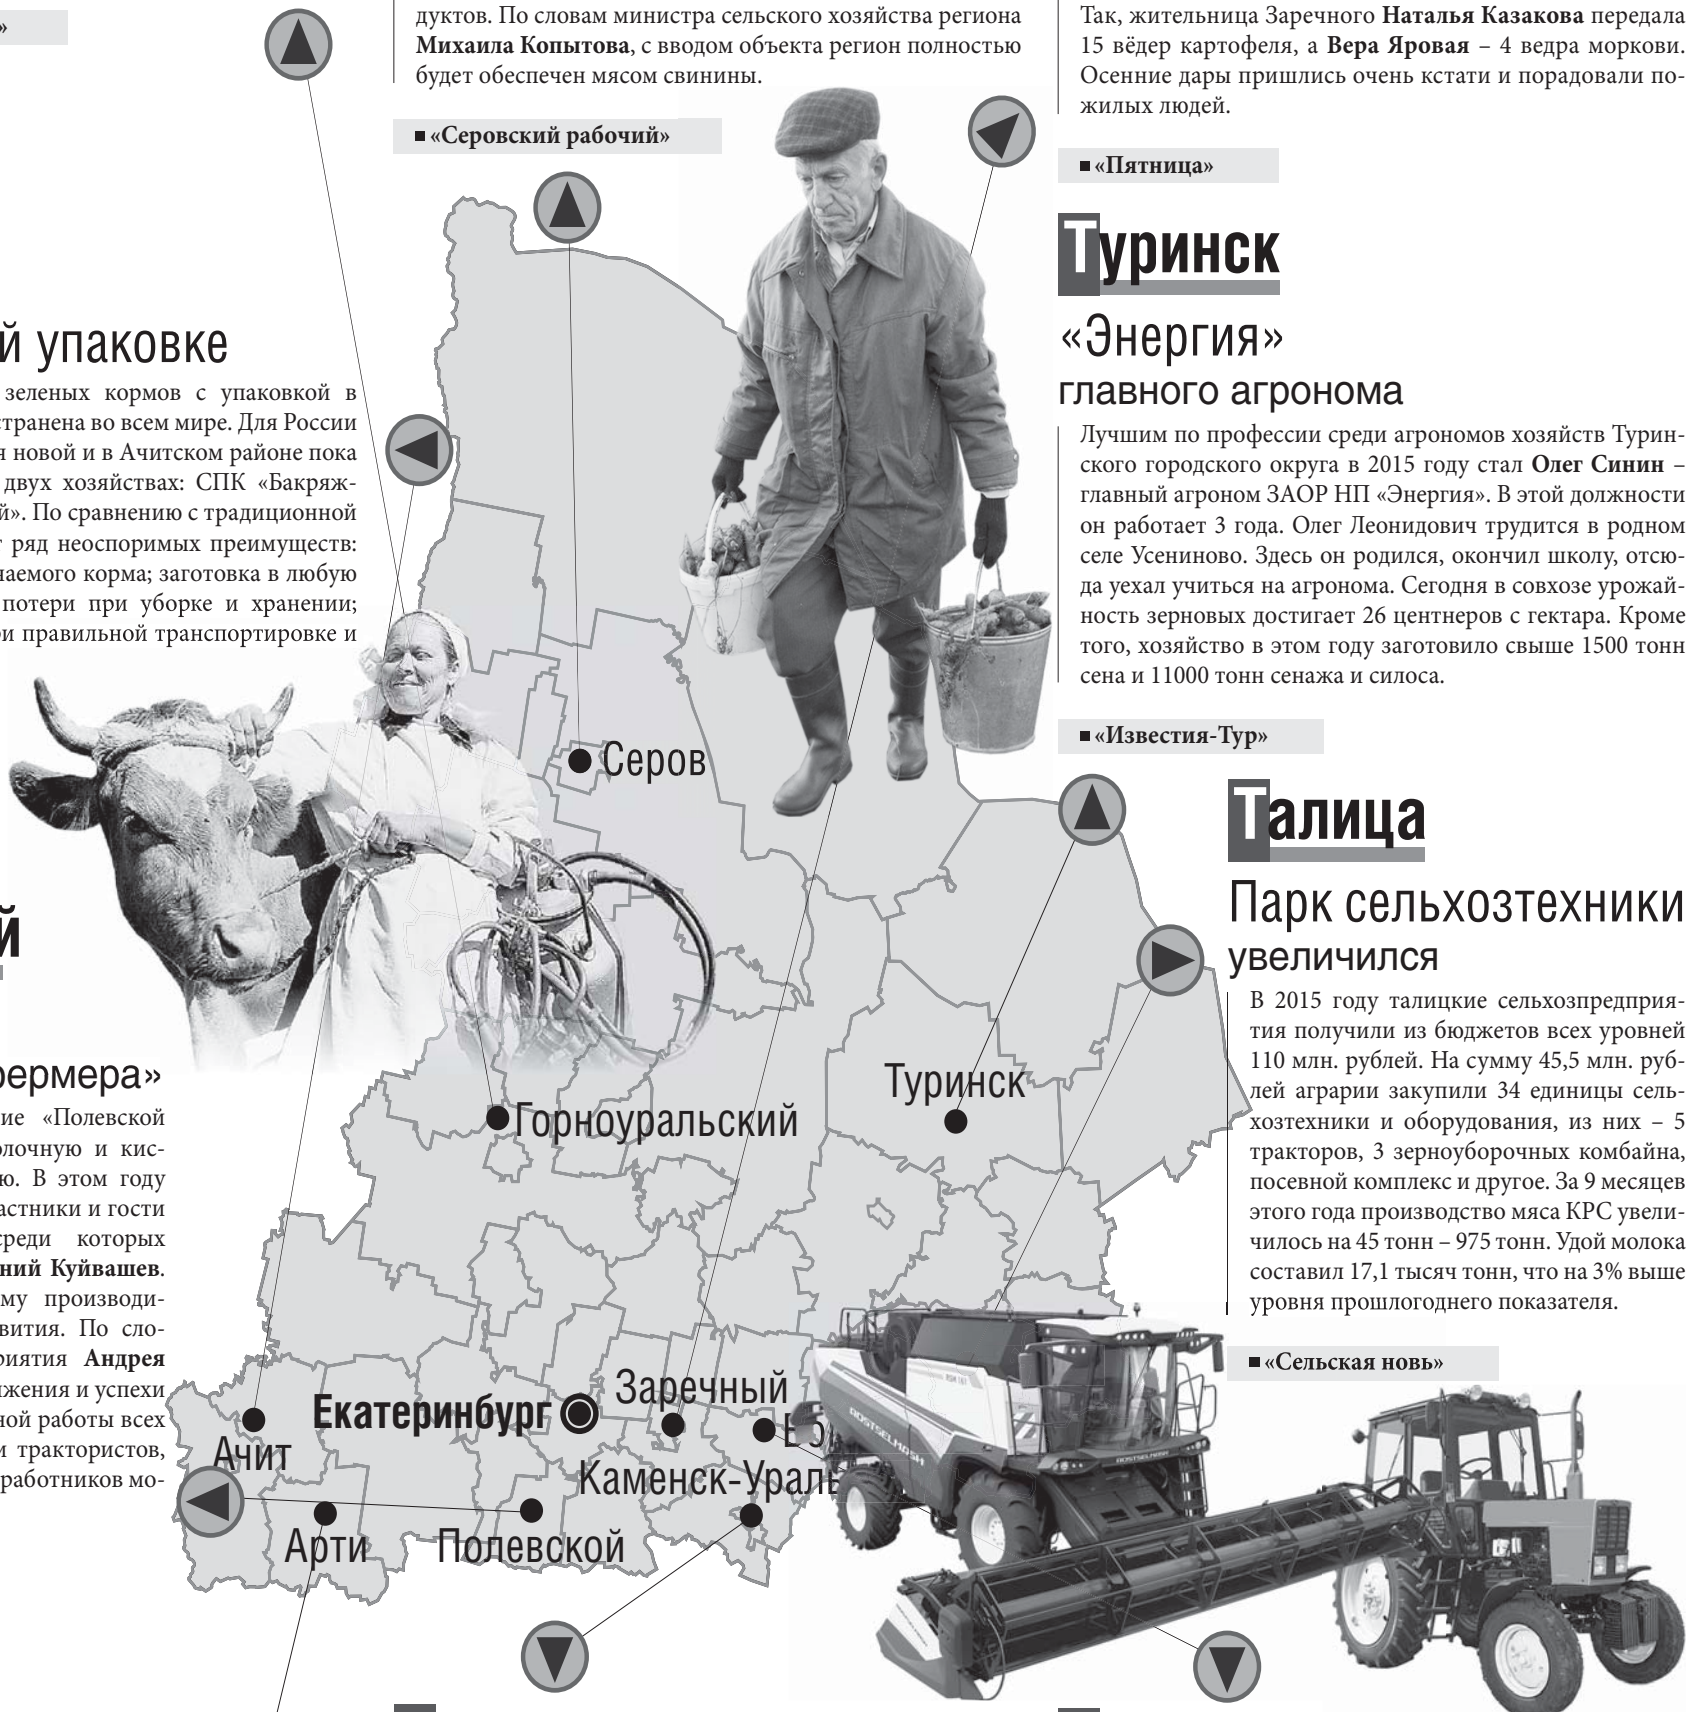 »
й упаковке
зеленых кормов с упаковкой в
странена во всем мире. Для России
я новой и в Ачитском районе пока
двух хозяйствах: СПК «Бакряж-
й». По сравнению с традиционной
т ряд неоспоримых преимуществ:
чаемого корма; заготовка в любую
потери при уборке и хранении;
ри правильной транспортировке и
й
фермера»
ие «Полевской
олочную и кис-
ю. В этом году
астники и гости
среди которых
ний Куйвашев.
му производи-
вития. По сло-
риятия Андрея
ижения и успехи
ной работы всех
и трактористов,
работников мо-
дуктов. По словам министра сельского хозяйства региона
Михаила Копытова, с вводом объекта регион полностью
будет обеспечен мясом свинины.
«Серовский рабочий»
Серов
Горноуральский
Туринск
Екатеринбург
Заречный
Ачит
Каменск-Ураль
Арти
Полевской
ROSTSELMASH
ROSTSELMASH
Так, жительница Заречного Наталья Казакова передала
15 вёдер картофеля, а Вера Яровая – 4 ведра моркови.
Осенние дары пришлись очень кстати и порадовали по-
жилых людей.
«Пятница»
Туринск
«Энергия»
главного агронома
Лучшим по профессии среди агрономов хозяйств Турин-
ского городского округа в 2015 году стал Олег Синин –
главный агроном ЗАОР НП «Энергия». В этой должности
он работает 3 года. Олег Леонидович трудится в родном
селе Усениново. Здесь он родился, окончил школу, отсю-
да уехал учиться на агронома. Сегодня в совхозе урожай-
ность зерновых достигает 26 центнеров с гектара. Кроме
того, хозяйство в этом году заготовило свыше 1500 тонн
сена и 11000 тонн сенажа и силоса.
«Известия-Тур»
Талица
Парк сельхозтехники
увеличился
В 2015 году талицкие сельхозпредприя-
тия получили из бюджетов всех уровней
110 млн. рублей. На сумму 45,5 млн. руб-
лей аграрии закупили 34 единицы сель-
хозтехники и оборудования, из них – 5
тракторов, 3 зерноуборочных комбайна,
посевной комплекс и другое. За 9 месяцев
этого года производство мяса КРС увели-
чилось на 45 тонн – 975 тонн. Удой молока
составил 17,1 тысяч тонн, что на 3% выше
уровня прошлогоднего показателя.
«Сельская новь»